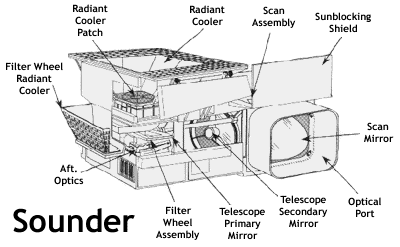 Radiant
Cooler
Patch
Radiant
Cooler
Scan
Assembly
Sunblocking
Shield
Filter Wheel
Radiant
Cooler
Scan
Mirror
Aft.
Optics
Filter
Wheel
Assembly
Telescope
Primary
Mirror
Telescope
Secondary
Mirror
Optical
Port
Sounder